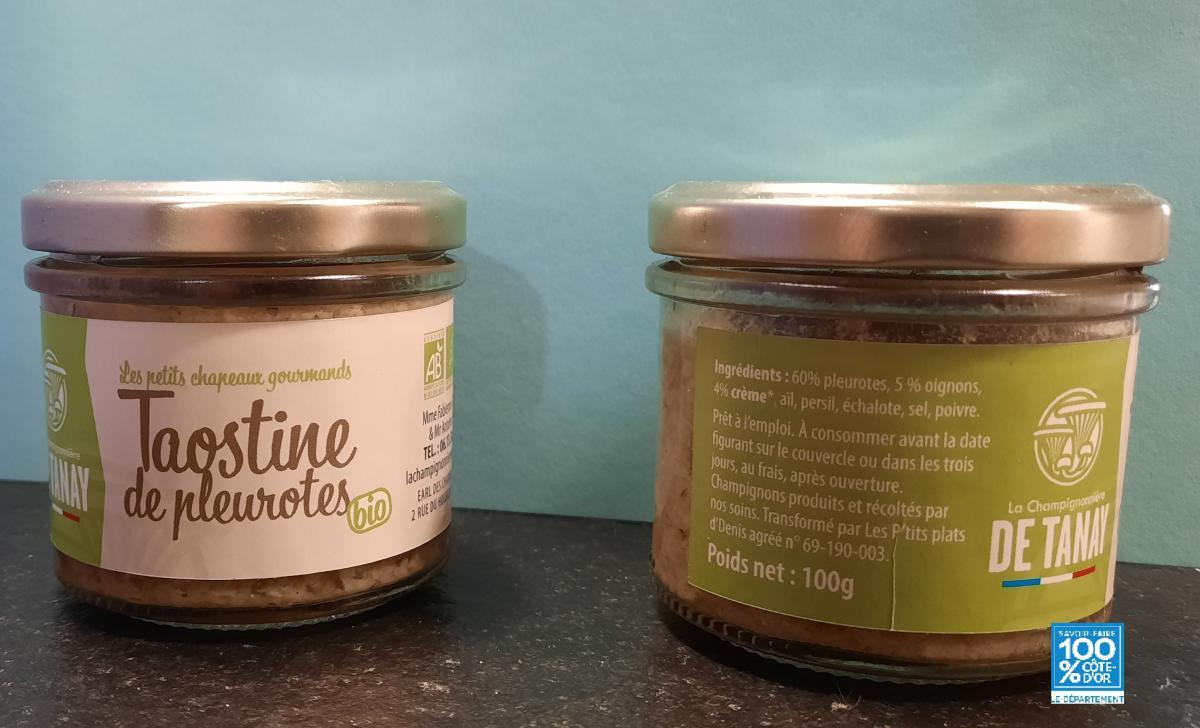 Les petits chapeaux gourmands
Taostine
de pleurotes
bio
TANAY
AB
Mme
& Mr
TÉL. : 06
EARL DES
2 RUE DU
Ingrédients : 60% pleurotes, 5 % oignons,
4% crème*, ail, persil, échalote, sel, poivre.
Prêt à l'emploi. À consommer avant la date
figurant sur le couvercle ou dans les trois
jours, au frais, après ouverture.
Champignons produits et récoltés par
nos soins. Transformé par Les P'tits plats
d'Denis agréé n° 69-190-003.
Poids net : 100g
La Champignonnière
DE TANAY
SAVOIR-FAIRE
100
% CÔTE-
D'OR
LE DÉPARTEMENT